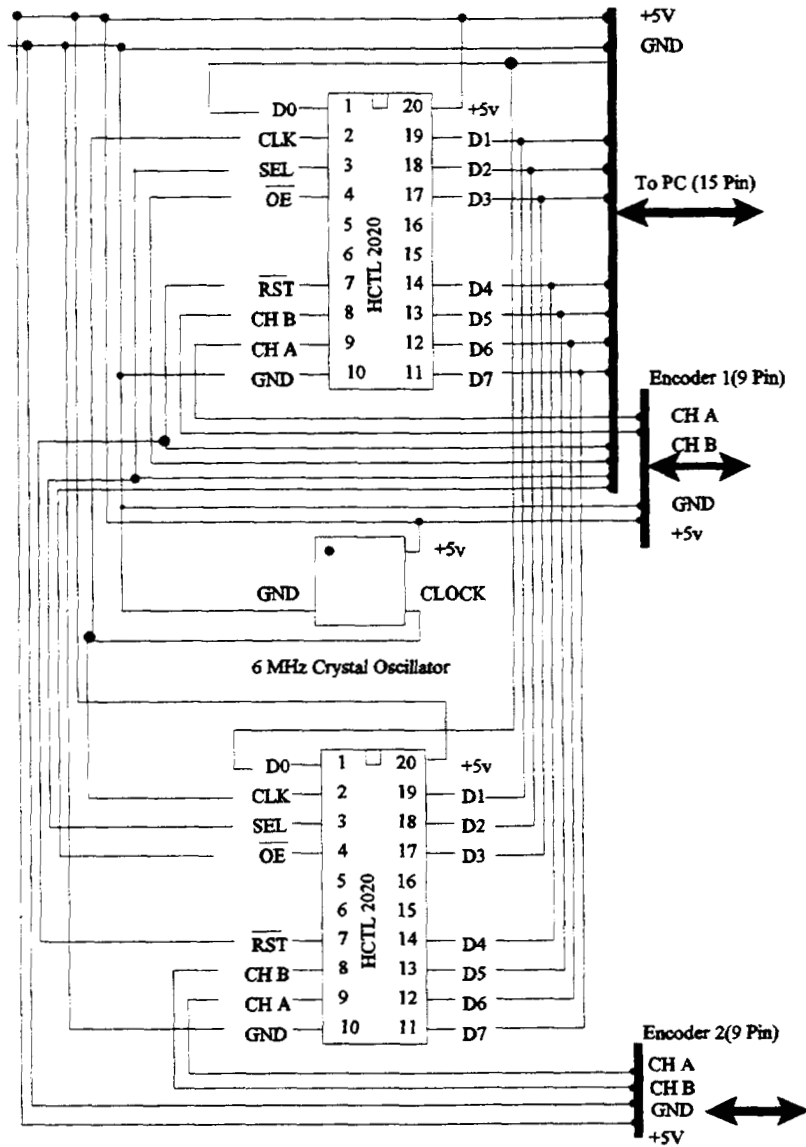 +5V
GND
D0 1 20 +5v
CLK 2 19 D1
SEL 3 18 D2
OE 4 17 D3
To PC (15 Pin)
5 16
6 15
RST 7 14 D4
CH B 8 13 D5
CH A 9 12 D6
GND 10 11 D7
HCTL 2020
Encoder 1(9 Pin)
CH A
CH B
GND
+5v
+5v
GND CLOCK
6 MHz Crystal Oscillator
D0 1 20 +5v
CLK 2 19 D1
SEL 3 18 D2
OE 4 17 D3
5 16
6 15
RST 7 14 D4
CH B 8 13 D5
CH A 9 12 D6
GND 10 11 D7
HCTL 2020
Encoder 2(9 Pin)
CH A
CH B
GND
+5V